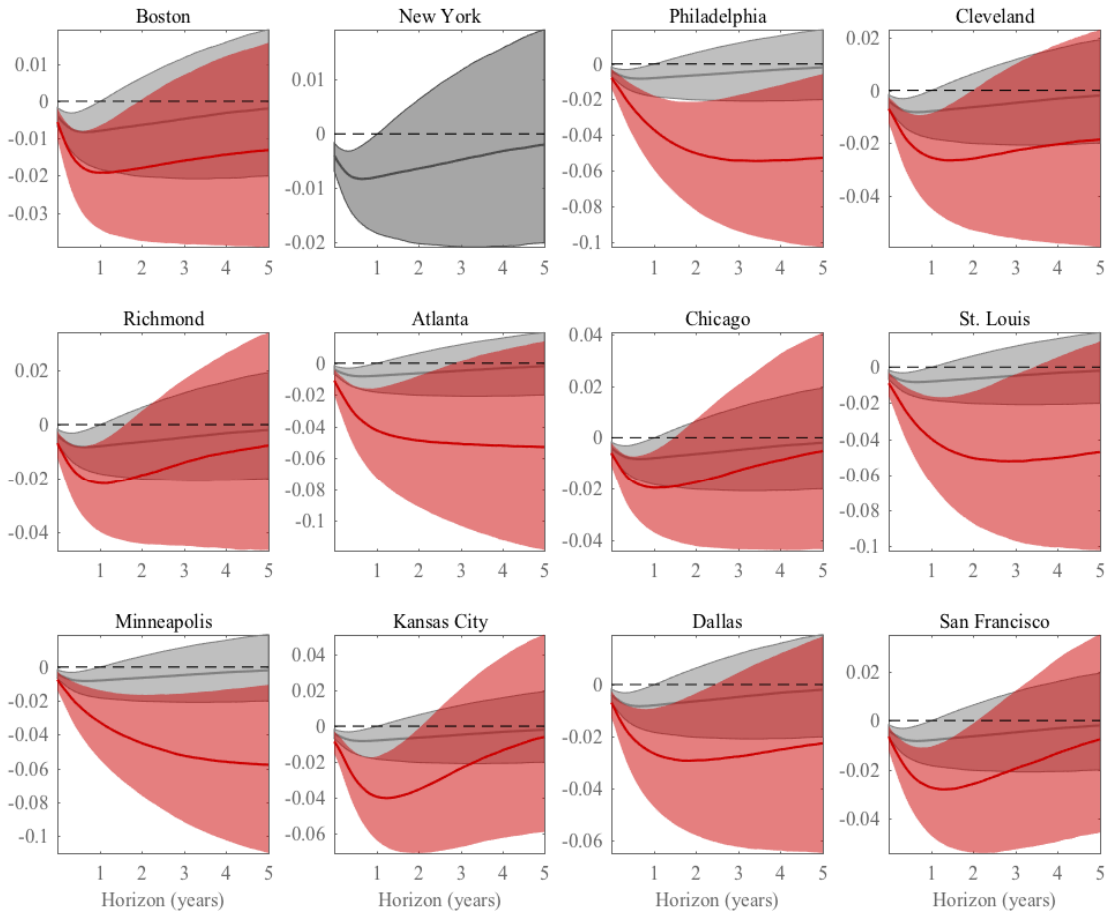 Boston
0.01
0
-0.01
-0.02
-0.03
1 2 3 4 5
New York
0.01
0
-0.01
-0.02
1 2 3 4 5
Philadelphia
0
-0.02
-0.04
-0.06
-0.08
-0.1
1 2 3 4 5
Cleveland
0.02
0
-0.02
-0.04
1 2 3 4 5
Richmond
0.02
0
-0.02
-0.04
1 2 3 4 5
Atlanta
0
-0.02
-0.04
-0.06
-0.08
-0.1
1 2 3 4 5
Chicago
0.04
0.02
0
-0.02
-0.04
1 2 3 4 5
St. Louis
0
-0.02
-0.04
-0.06
-0.08
-0.1
1 2 3 4 5
Minneapolis
0
-0.02
-0.04
-0.06
-0.08
-0.1
1 2 3 4 5
Horizon (years)
Kansas City
0.04
0.02
0
-0.02
-0.04
-0.06
1 2 3 4 5
Horizon (years)
Dallas
0
-0.02
-0.04
-0.06
1 2 3 4 5
Horizon (years)
San Francisco
0.02
0
-0.02
-0.04
1 2 3 4 5
Horizon (years)